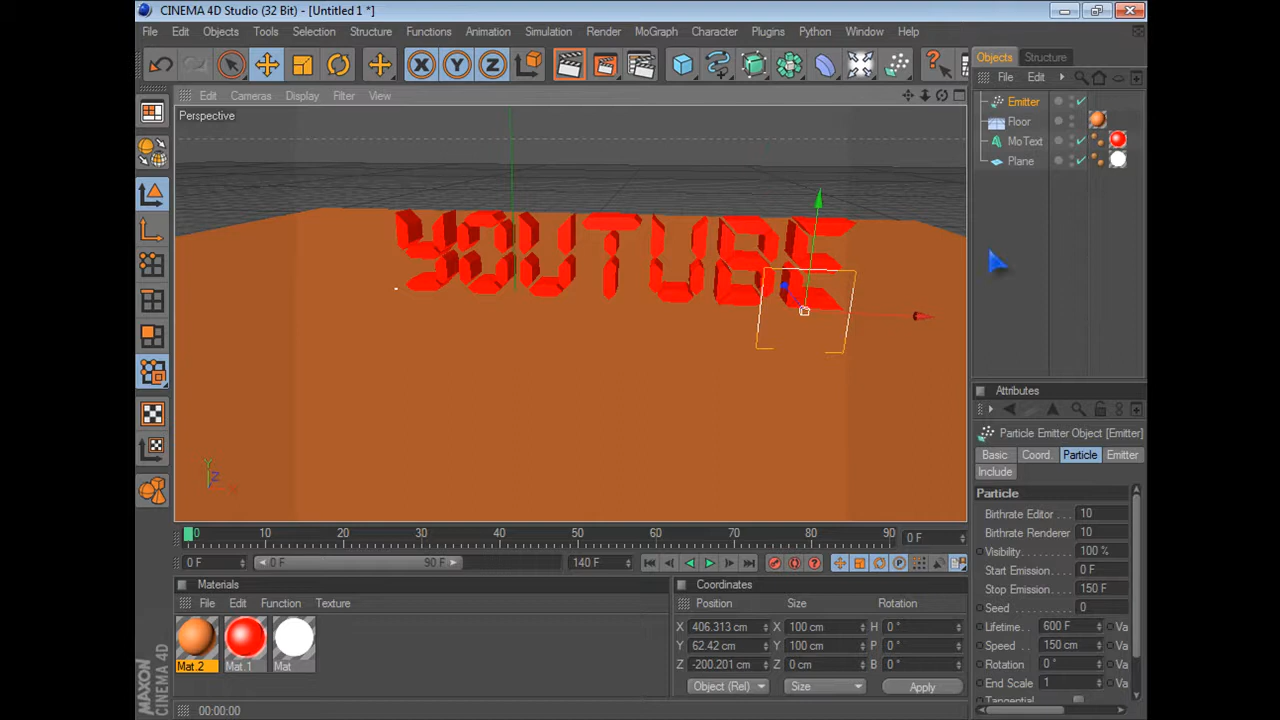 CINEMA 4D Studio (32 Bit) - [Untitled 1 *]
File Edit Objects Tools Selection Structure Functions Animation Simulation Render MoGraph Character Plugins Python Window Help
X Y Z
Objects Structure
File Edit
Edit Cameras Display Filter View
Perspective
Emitter
Floor
MoText
Plane
YOUTUBE
Y
Z
Attributes
Particle Emitter Object [Emitter]
Basic Coord. Particle Emitter
Include
Particle
Birthrate Editor . . . 10
Birthrate Renderer 10
Visibility. . . . . . . . 100 %
Start Emission. . . . 0 F
Stop Emission. . . . 150 F
Seed . . . . . . . . . . 0
Lifetime. . . 600 F Va
Speed . . . . 150 cm Va
Rotation . . 0 ° Va
End Scale . 1 Va
Tangential
0 10 20 30 40 50 60 70 80 90 0 F
0 F 0 F 90 F 140 F
Materials
File Edit Function Texture
Mat.2 Mat.1 Mat
Coordinates
Position Size Rotation
X 406.313 cm X 100 cm H 0 °
Y 62.42 cm Y 100 cm P 0 °
Z -200.201 cm Z 0 cm B 0 °
Object (Rel) Size Apply
MAXON CINEMA 4D
00:00:00